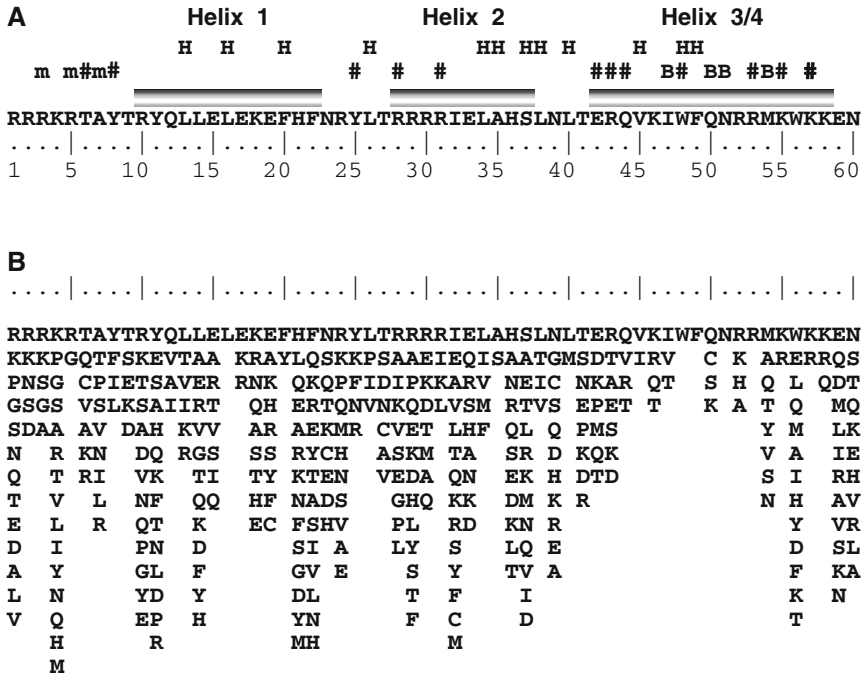 A
Helix 1 Helix 2 Helix 3/4
H  H   H     H       HH HH H    H  HH
m m#m#                #  #  #          ###  B# BB #B# #
RRRKRTAYTRYQLLELEKEFHFNRYLTRRRRIELAHSLNLTERQVKIWFQNRRMKWKKEN
....|....|....|....|....|....|....|....|....|....|....|....|
1 5 10 15 20 25 30 35 40 45 50 55 60
B
....|....|....|....|....|....|....|....|....|....|....|....|
RRRKRTAYTRYQLLELEKEFHFNRYLTRRRRIELAHSLNLTERQVKIWFQNRRMKWKKEN
KKKPGQTFSKEVTAA KRAYLQSKKPSAAEIEQISAATGMSDTVIRV  C K ARERRQS
PNSG CPIETSAVER RNK QKQPFIDIPKKARV NEIC NKAR QT  S H Q L QDT
GSGS VSLKSAIIRT  QH ERTQNVNKQDLVSM RTVS EPET T   K A T Q  MQ
SDAA AV DAH KVV  AR AEKMR CVET LHF QL Q PMS          Y M  LK
N  R KN  DQ RGS  SS RYCH  ASKM TA  SR D KQK          V A  IE
Q  T RI  VK  TI  TY KTEN  VEDA QN  EK H DTD          S I  RH
T  V  L  NF  QQ  HF NADS   GHQ KK  DM K R            N H  AV
E  L  R  QT  K   EC FSHV   PL  RD  KN R                Y  VR
D  I     PN  D      SI A   LY  S   LQ E                D  SL
A  Y     GL  F      GV E    S  Y   TV A                F  KA
L  N     YD  Y      DL      T  F    I                  K  N
V  Q     EP  H      YN      F  C    D                  T
   H      R         MH         M
   M